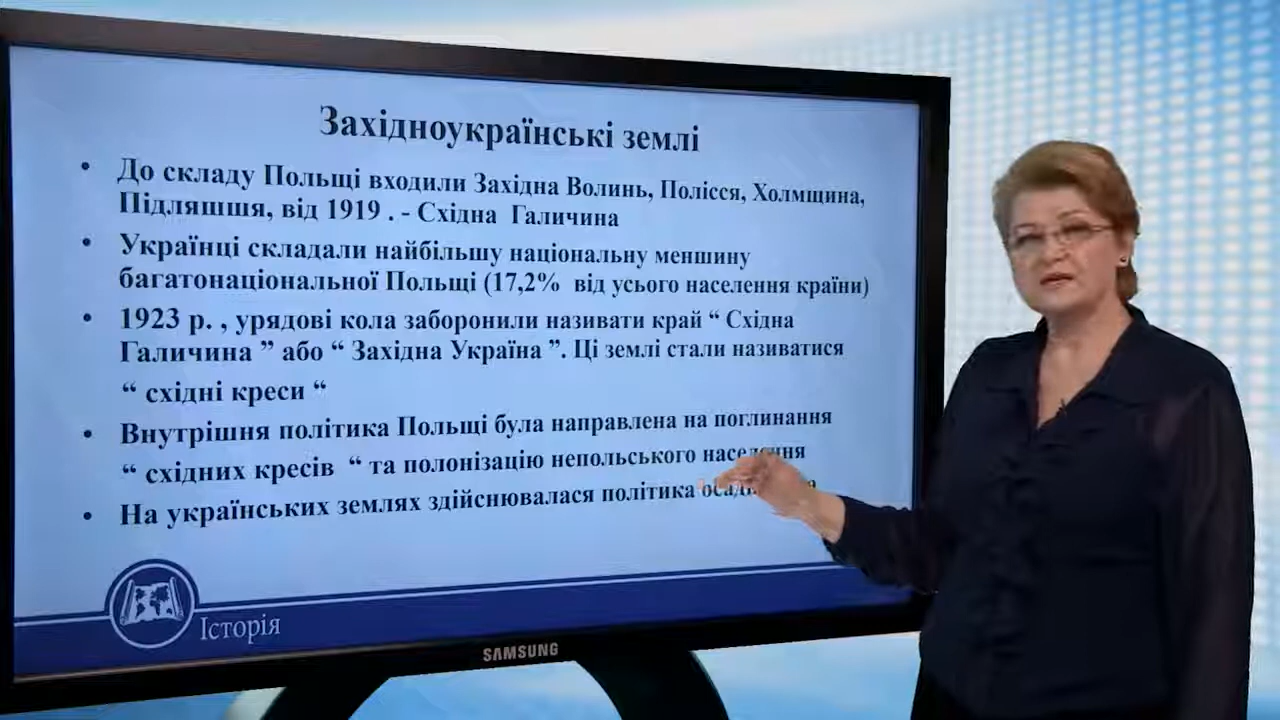 Західноукраїнські землі
• До складу Польщі входили Західна Волинь, Полісся, Холмщина,
Підляшшя, від 1919 . - Східна Галичина
• Українці складали найбільшу національну меншину
багатонаціональної Польщі (17,2% від усього населення країни)
• 1923 р. , урядові кола заборонили називати край “ Східна
Галичина ” або “ Західна Україна ”. Ці землі стали називатися
“ східні креси “
• Внутрішня політика Польщі була направлена на поглинання
“ східних кресів “ та полонізацію непольського населення
• На українських землях здійснювалася політика
Історія
SAMSUNG